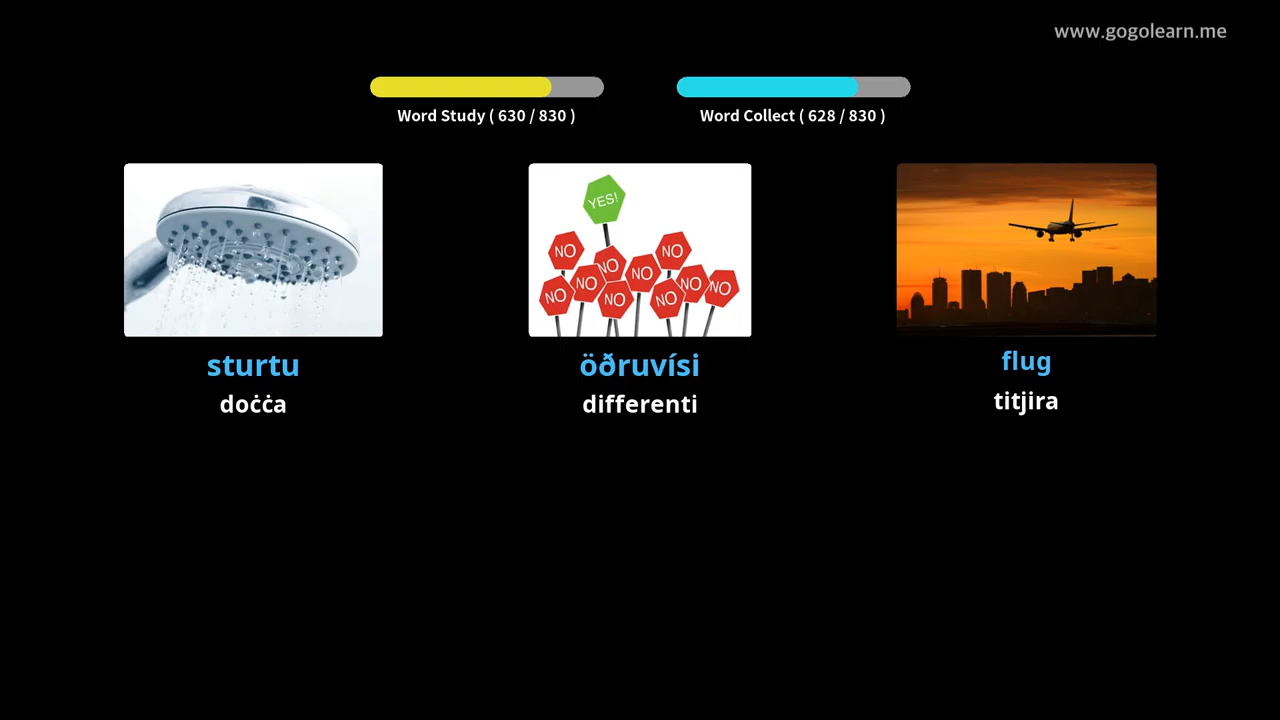 www.gogolearn.me
Word Study ( 630 / 830 )
Word Collect ( 628 / 830 )
YES!
NO
NO
NO
NO
NO
NO
NO
NO
NO
NO
sturtu
öðruvísi
flug
doċċa
differenti
titjira